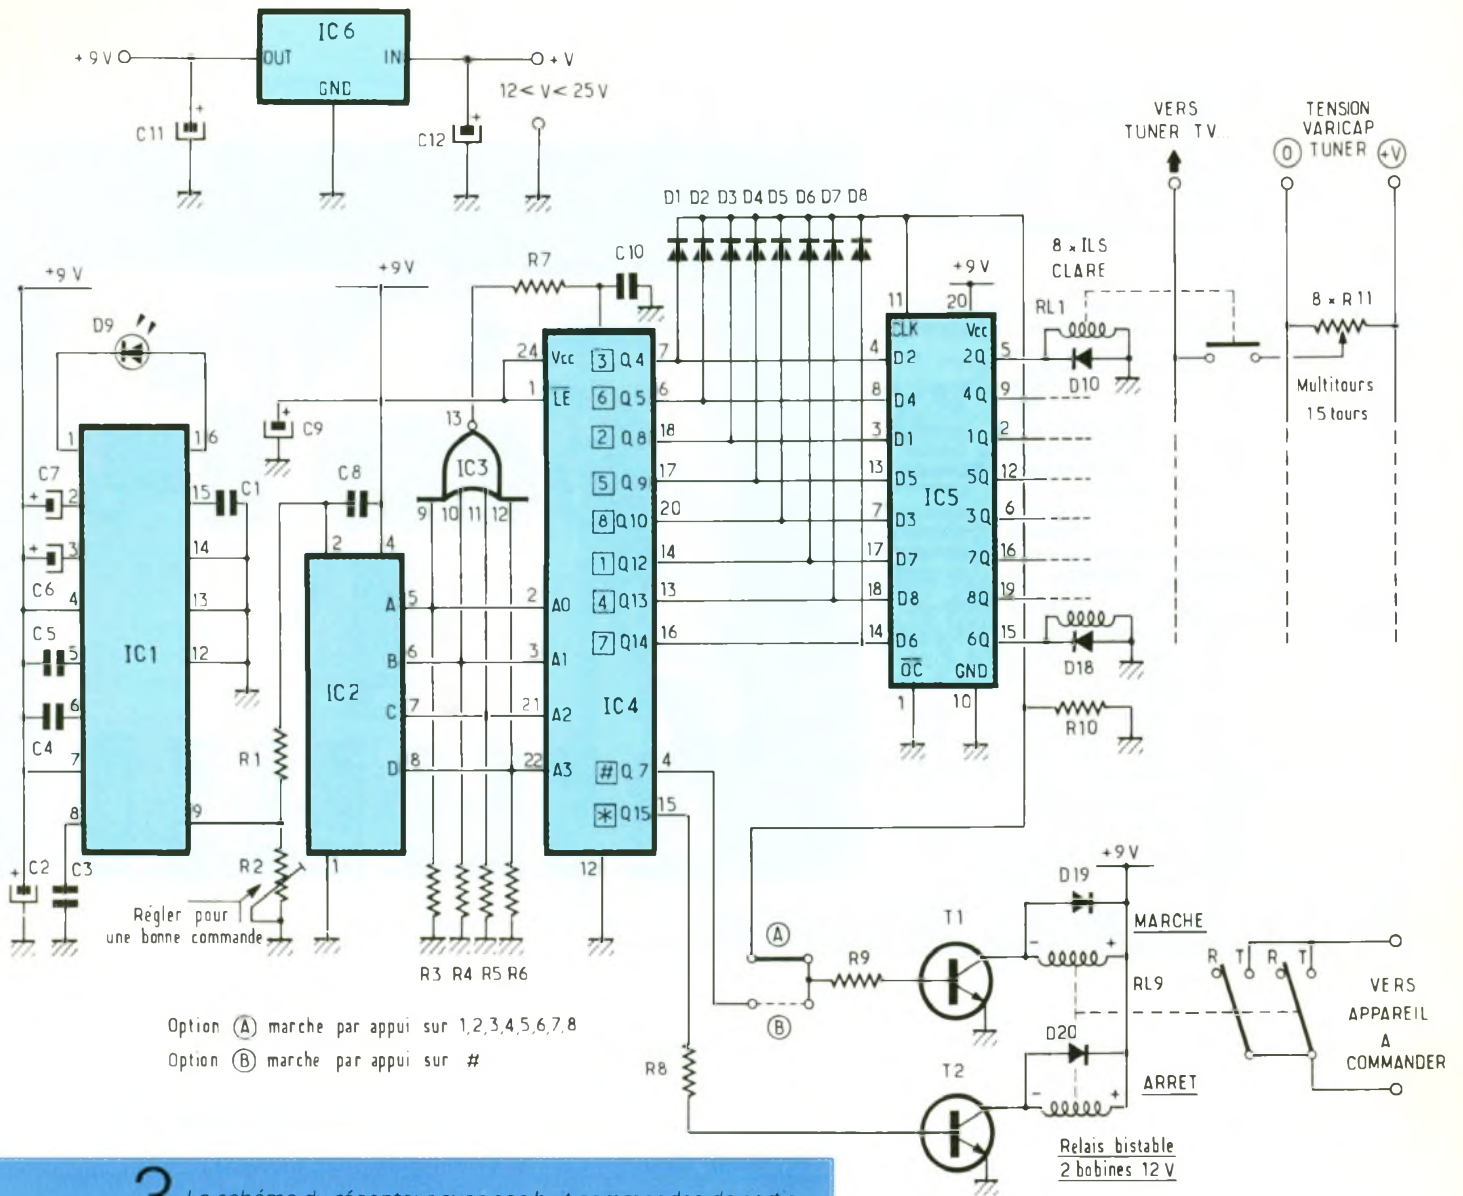 IC6
+9V OUT IN +V
GND
12<V<25V
C11 + C12 +
VERS
TUNER TV...
TENSION
VARICAP
TUNER
0 +V
D1 D2 D3 D4 D5 D6 D7 D8
8 x ILS
CLARE
8 x R11
Multitours
15 tours
+9V +9V +9V
R7 C10
D9
RL1
D10
D18
R10
11 20
CLK Vcc
4 D2 2Q 5
8 D4 4Q 9
3 D1 1Q 2
13 D5 5Q 12
IC5
7 D3 3Q 6
17 D7 7Q 16
18 D8 8Q 19
14 D6 6Q 15
OC GND
1 10
24 Vcc 3 Q4 7
1 LE 6 Q5 6
2 Q8 18
5 Q9 17
8 Q10 20
1 Q12 14
2 A0 4 Q13 13
3 A1 7 Q14 16
IC4
21 A2
22 A3 # Q7 4
* Q15 15
12
13
IC3
9 10 11 12
C9 +
C8
2 4
A 5
B 6
IC2
C 7
D 8
1
1 16
C7 + 2 15 C1
+ 3 14
C6
4 13
C5 5 IC1 12
6
C4
7
8 9
C2 + C3
R1
R2
Régler pour
une bonne commande
R3 R4 R5 R6
Option A marche par appui sur 1,2,3,4,5,6,7,8
Option B marche par appui sur #
A
B
R9
R8
T1
T2
+9V
D19
MARCHE
- +
RL9
D20
ARRET
- +
Relais bistable
2 bobines 12 V
R T R T
VERS
APPAREIL
A
COMMANDER
3